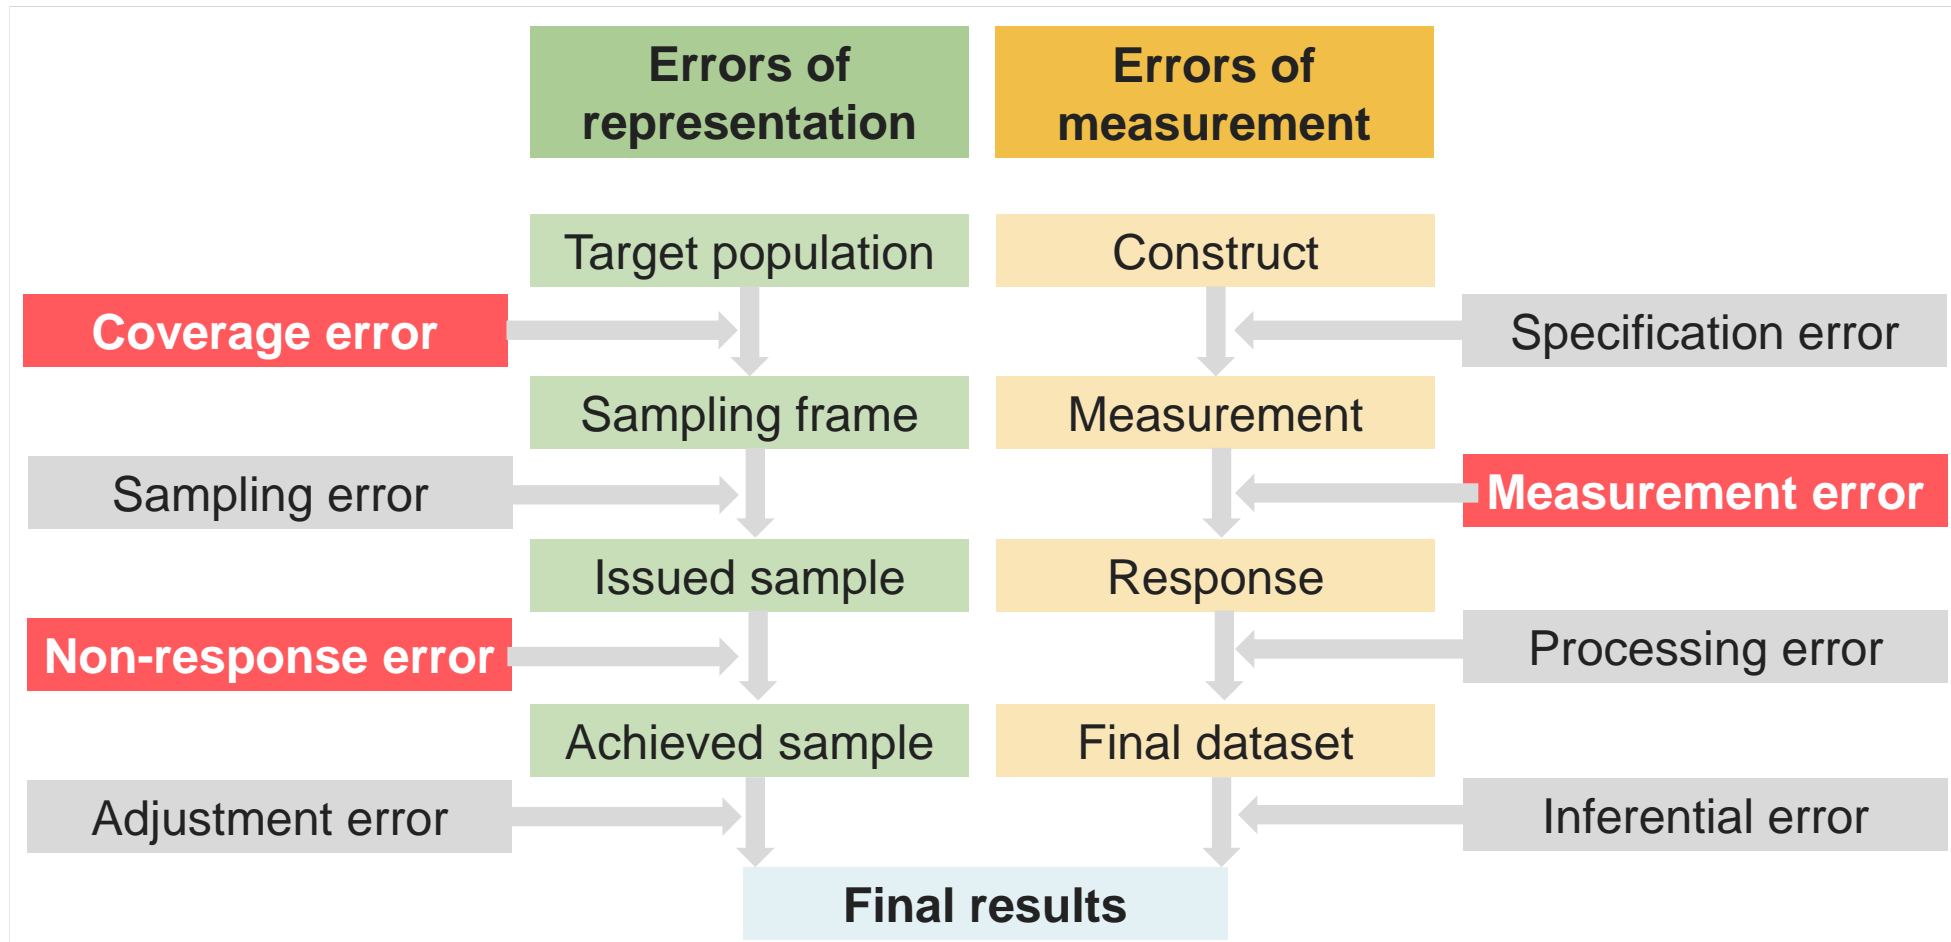 Errors of
representation
Errors of
measurement
Target population
Construct
Coverage error
Specification error
Sampling frame
Measurement
Sampling error
Measurement error
Issued sample
Response
Non-response error
Processing error
Achieved sample
Final dataset
Adjustment error
Inferential error
Final results